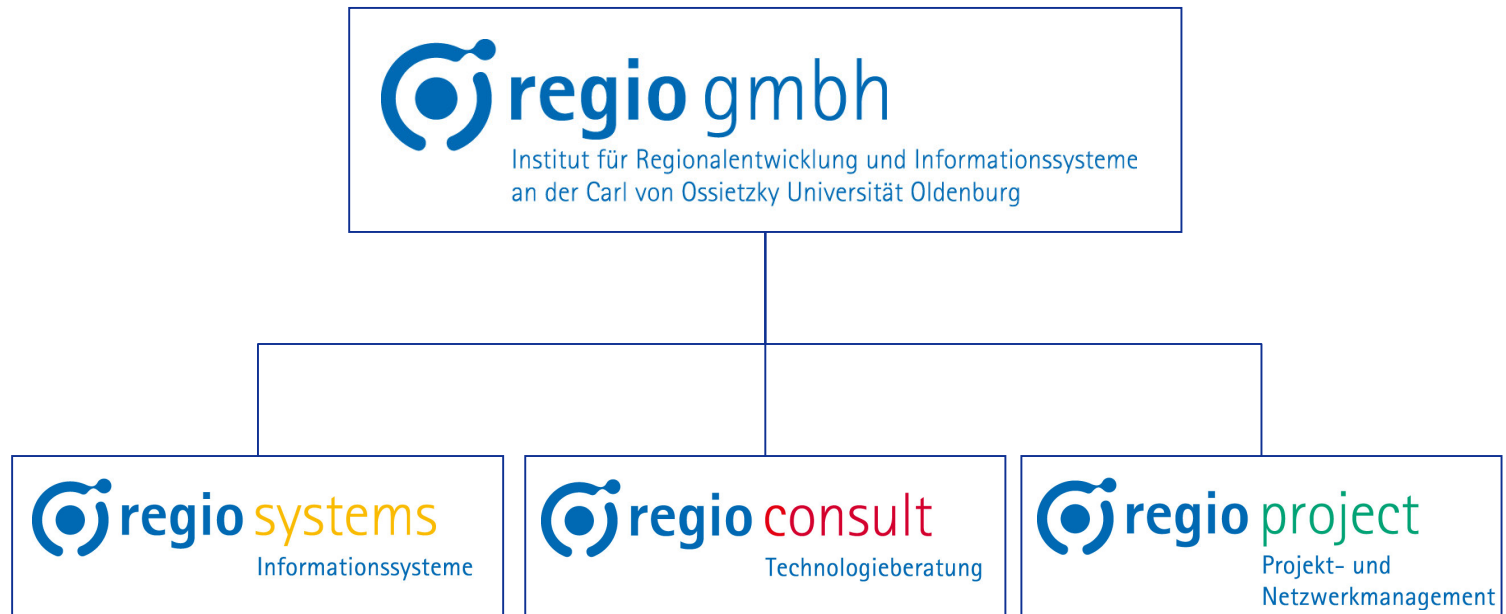 regio gmbh
Institut für Regionalentwicklung und Informationssysteme
an der Carl von Ossietzky Universität Oldenburg
regio systems
Informationssysteme
regio consult
Technologieberatung
regio project
Projekt- und
Netzwerkmanagement